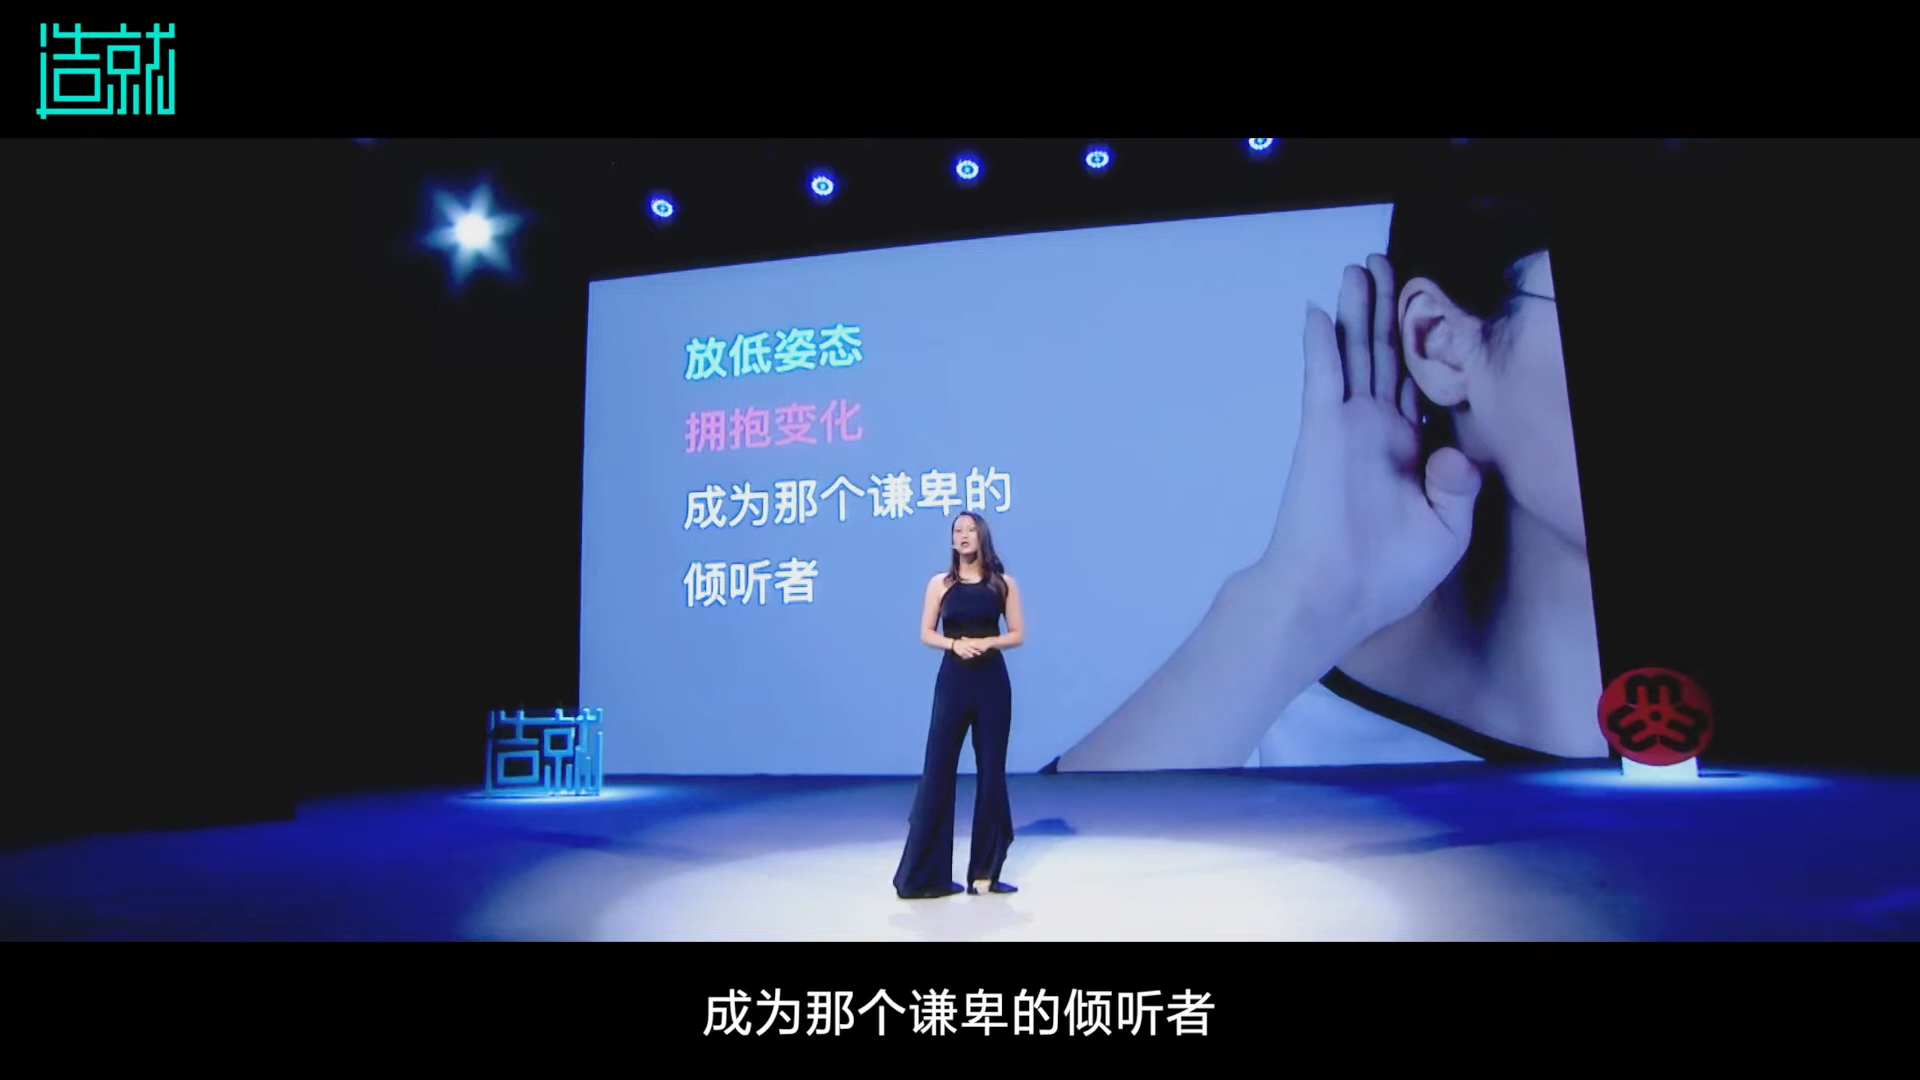 造就
放低姿态
拥抱变化
成为那个谦卑的
倾听者
造就
成为那个谦卑的倾听者